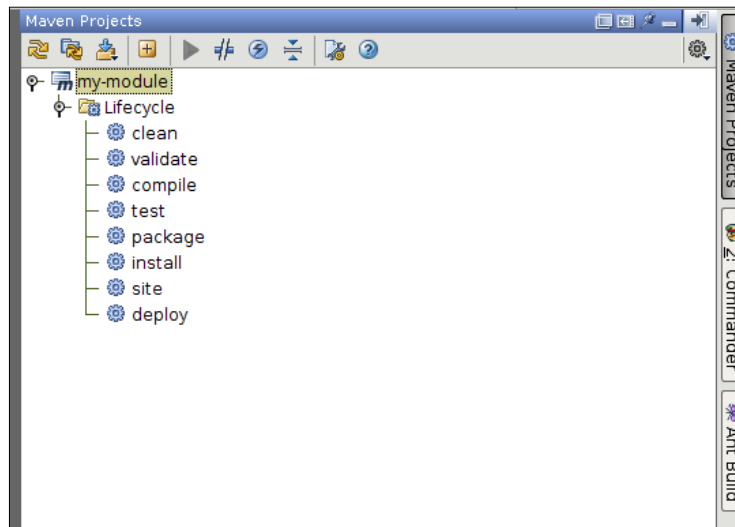 Maven Projects
my-module
Lifecycle
clean
validate
compile
test
package
install
site
deploy
Maven Projects
2: Commander
Ant Build